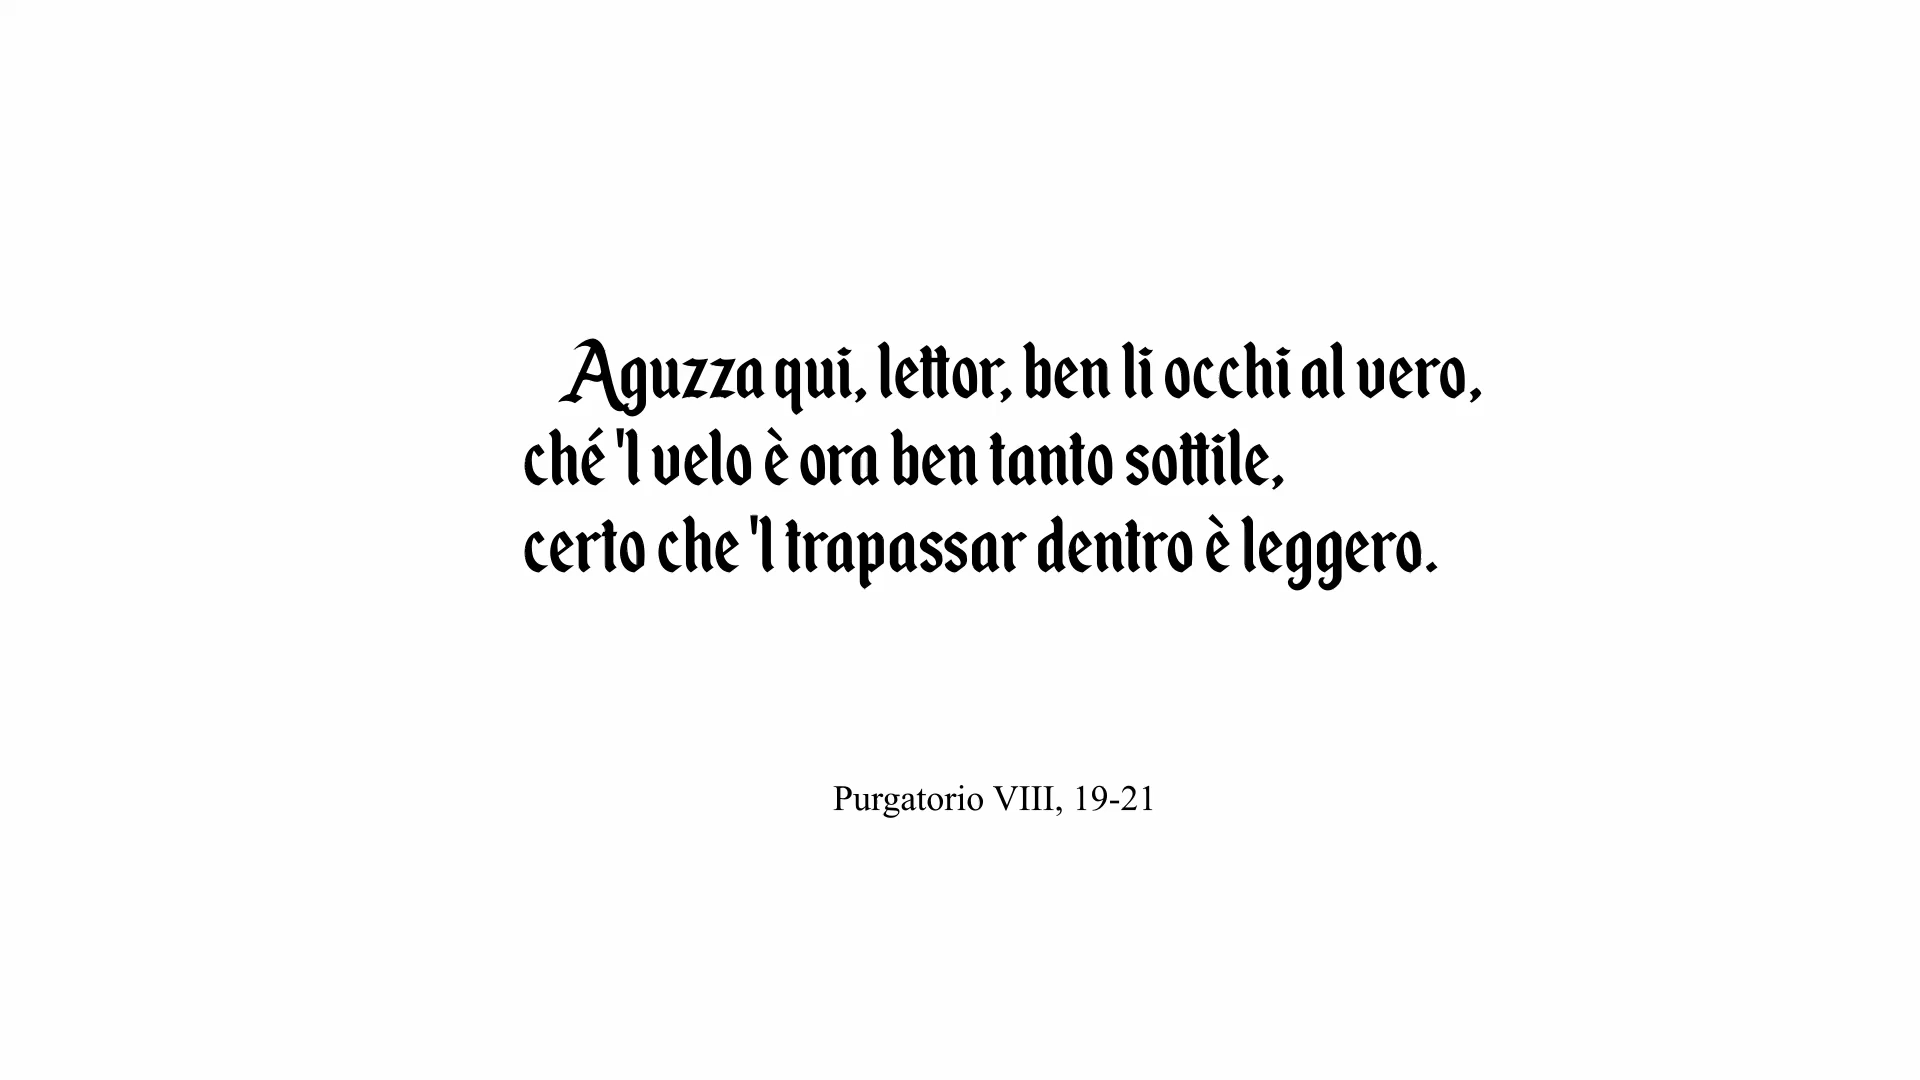 Aguzza qui, lettor, ben li occhi al vero,
ché 'l velo è ora ben tanto sottile,
certo che 'l trapassar dentro è leggero.
Purgatorio VIII, 19-21